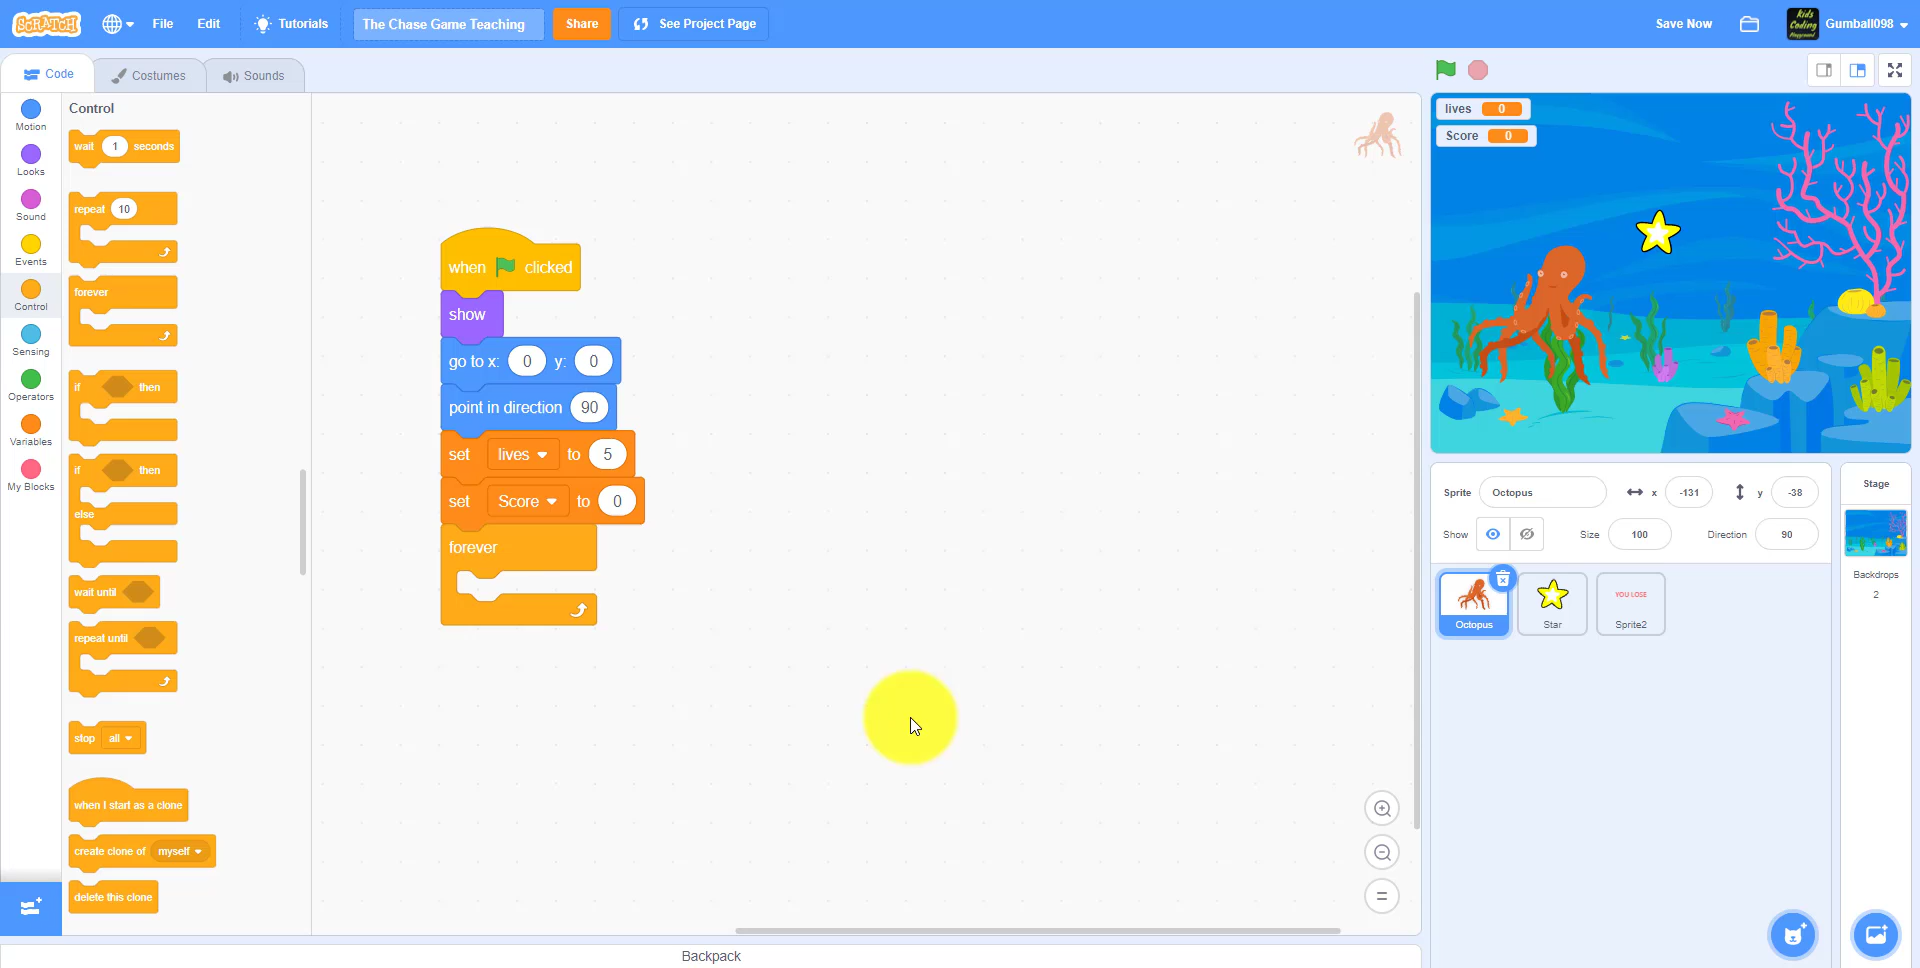 SCRATCH File Edit Tutorials The Chase Game Teaching Share See Project Page Save Now Gumball098
Kids
Coding
Playground
Code Costumes Sounds
Motion
Looks
Sound
Events
Control
Sensing
Operators
Variables
My Blocks
Control
wait 1 seconds
repeat 10
forever
if then
if then
else
wait until
repeat until
stop all
when I start as a clone
create clone of myself
delete this clone
when clicked
show
go to x: 0 y: 0
point in direction 90
set lives to 5
set Score to 0
forever
Backpack
lives 0
Score 0
Sprite Octopus x -131 y -38
Show Size 100 Direction 90
Octopus
Star
YOU LOSE
Sprite2
Stage
Backdrops
2